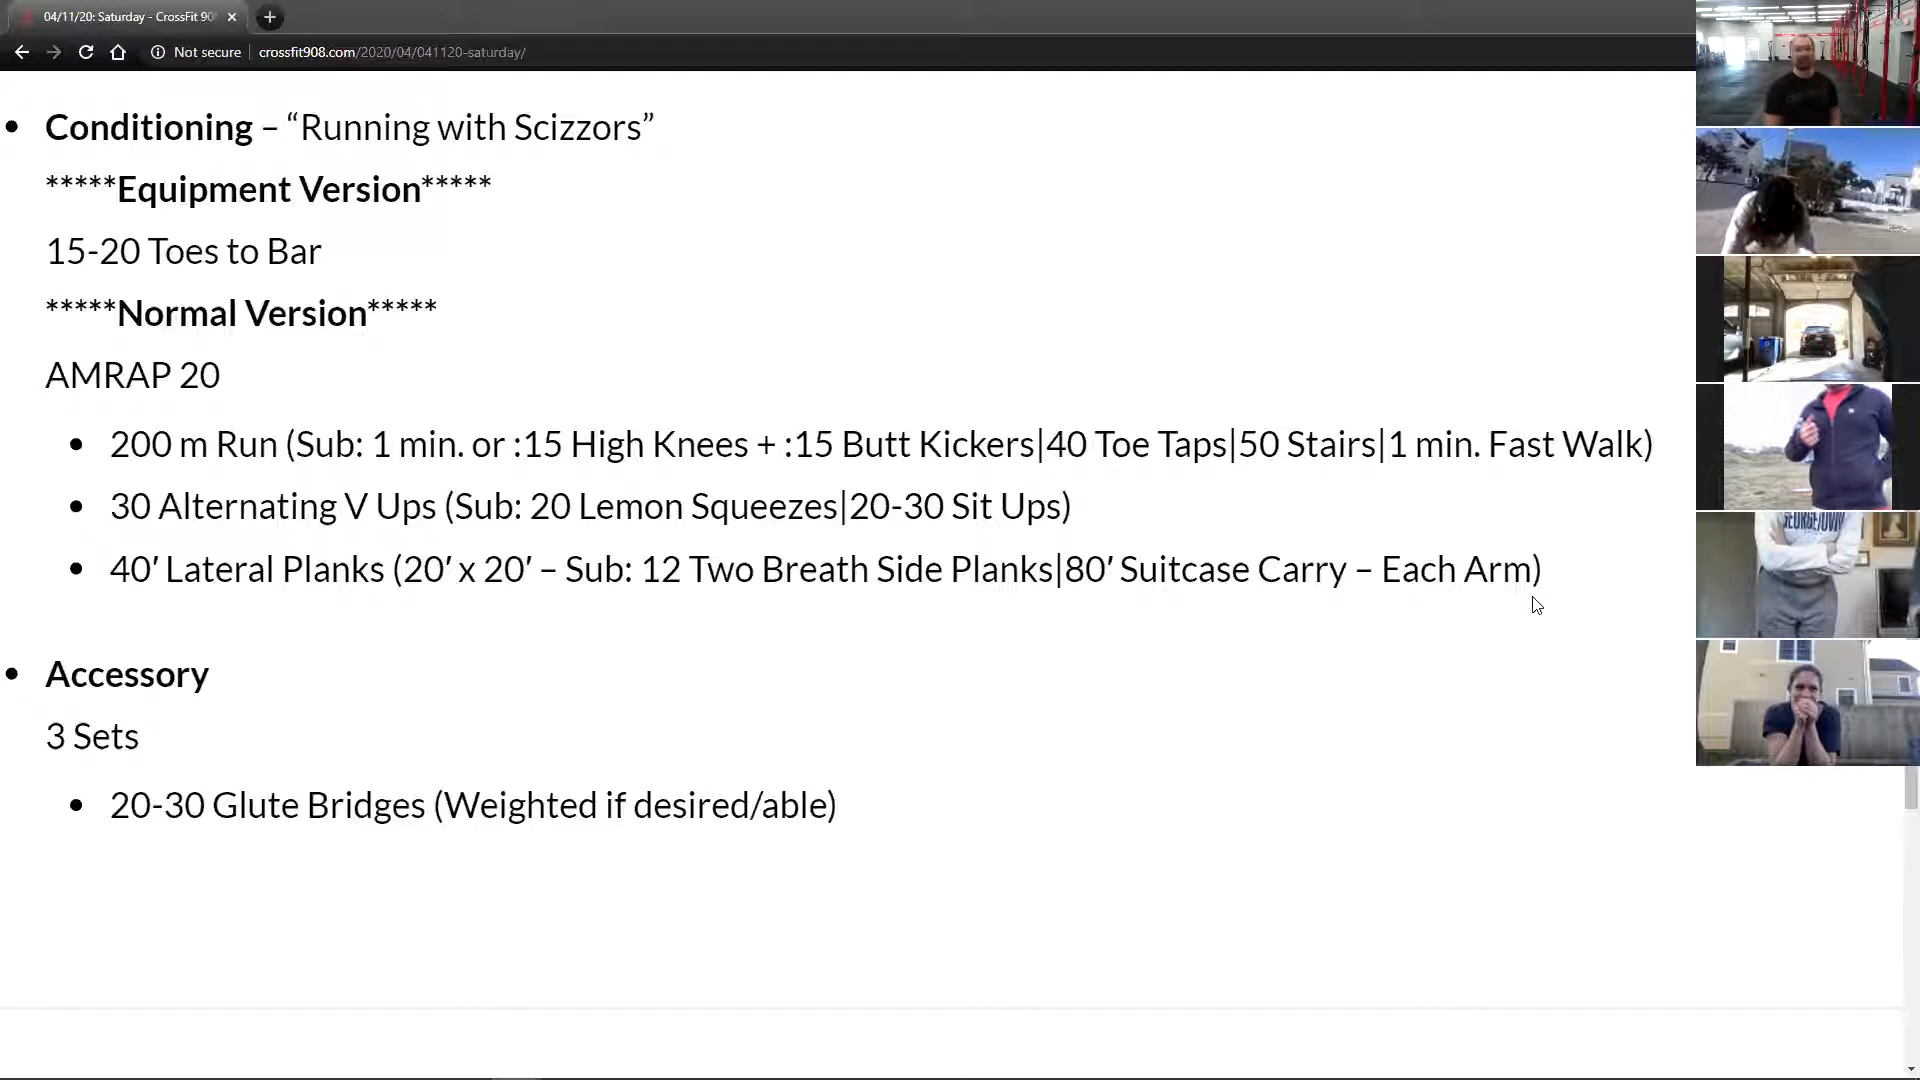 04/11/20: Saturday - CrossFit 90
Not secure
crossfit908.com/2020/04/041120-saturday/
Conditioning – “Running with Scizzors”
*****Equipment Version*****
15-20 Toes to Bar
*****Normal Version*****
AMRAP 20
200 m Run (Sub: 1 min. or :15 High Knees + :15 Butt Kickers|40 Toe Taps|50 Stairs|1 min. Fast Walk)
30 Alternating V Ups (Sub: 20 Lemon Squeezes|20-30 Sit Ups)
40′ Lateral Planks (20′ x 20′ – Sub: 12 Two Breath Side Planks|80′ Suitcase Carry – Each Arm)
Accessory
3 Sets
20-30 Glute Bridges (Weighted if desired/able)
GEORGETOWN